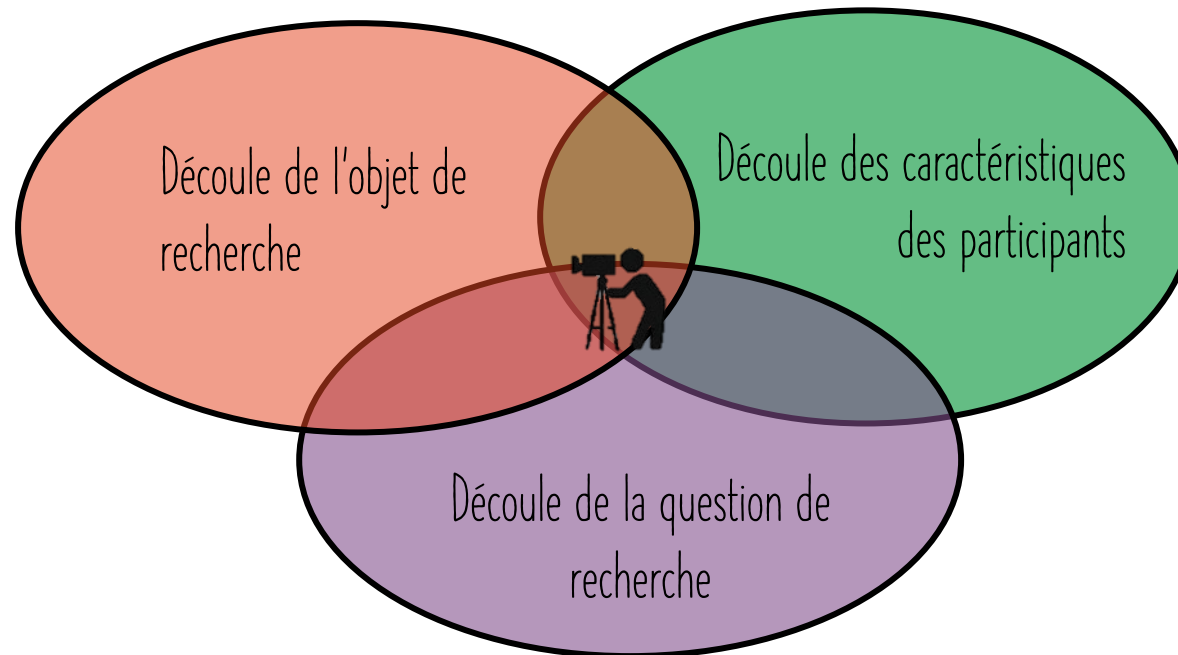 Découle de l'objet de
recherche
Découle des caractéristiques
des participants
Découle de la question de
recherche